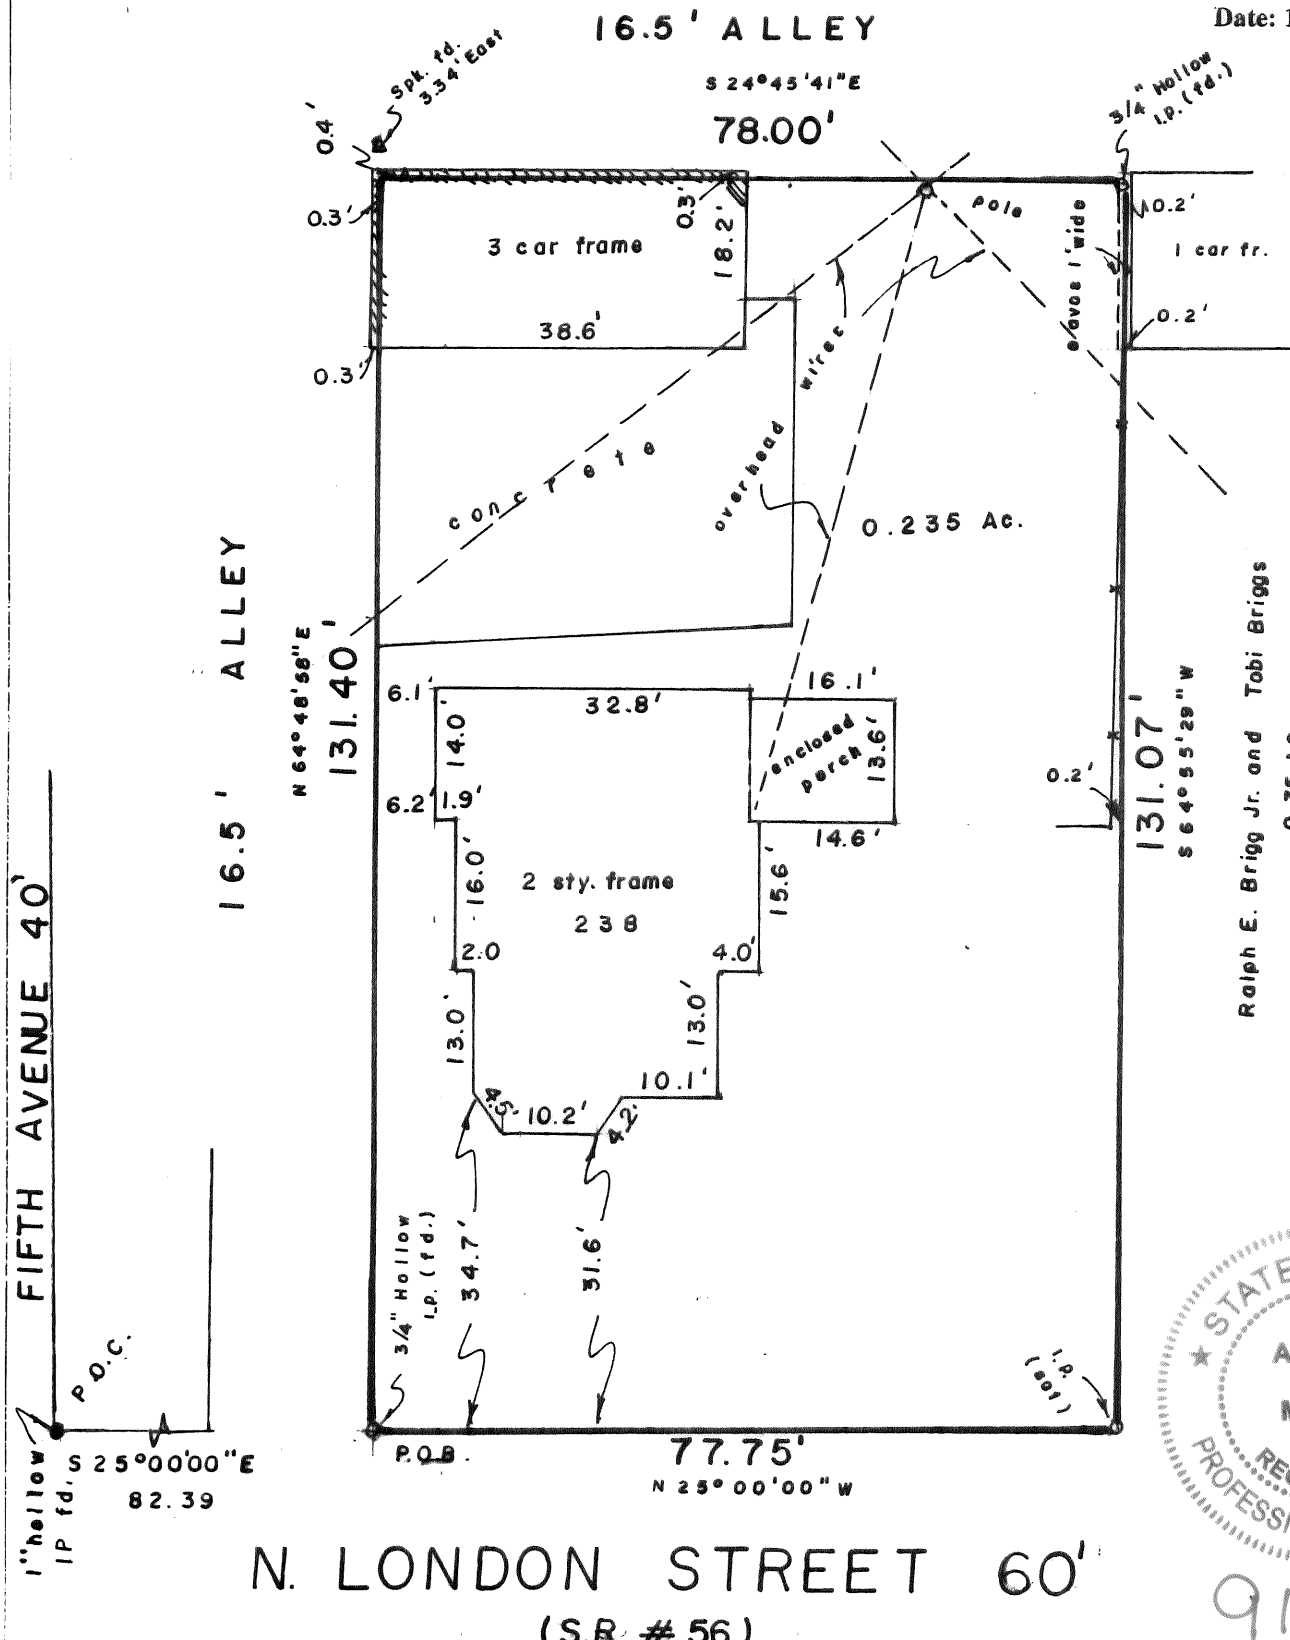 16.5' ALLEY
Date: 1
S 24°45'41"E
78.00'
Spk. fd.
3.34' East
3/4" Hollow
I.P. (fd.)
0.4'
0.3'
0.3'
18.2'
3 car frame
38.6'
0.3'
pole
eaves 1' wide
0.2'
1 car fr.
0.2'
wires
overhead
concrete
0.235 Ac.
16.5' ALLEY
N 64°48'58"E
131.40'
6.1'
32.8'
16.1'
14.0'
enclosed
porch
13.6'
6.2'
1.9'
14.6'
0.2'
131.07'
S 64°55'29"W
Ralph E. Brigg Jr. and Tobi Briggs
16.0'
2 sty. frame
238
15.6'
2.0
4.0'
13.0'
13.0'
10.1'
4.5'
10.2'
4.2'
34.7'
31.6'
3/4" Hollow
I.P. (fd.)
I.P.
(set)
FIFTH AVENUE 40'
P.O.C.
1"hollow
IP fd.
S 25°00'00"E
82.39
P.O.B.
77.75'
N 25°00'00"W
N. LONDON STREET 60'
(S.R. # 56)
STATE
PROFESSI